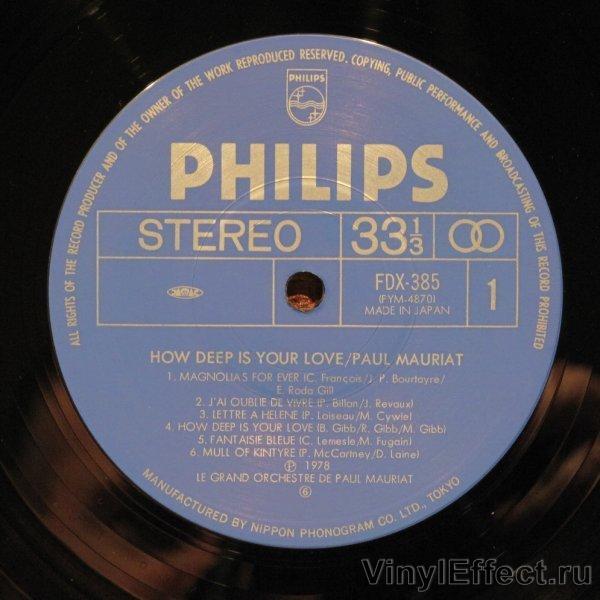 ALL RIGHTS OF THE RECORD PRODUCER AND OF THE OWNER OF THE WORK REPRODUCED RESERVED. COPYING, PUBLIC PERFORMANCE AND BROADCASTING OF THIS RECORD PROHIBITED
PHILIPS
PHILIPS
STEREO 33 1/3
FDX-385
(FYM-4870)
MADE IN JAPAN
1
HOW DEEP IS YOUR LOVE/PAUL MAURIAT
1. MAGNOLIAS FOR EVER (C. François/J. P. Bourtayre/
E. Roda Gil)
2. J'AI OUBLIE DE VIVRE (P. Billon/J. Revaux)
3. LETTRE A HELENE (P. Loiseau/M. Cywie)
4. HOW DEEP IS YOUR LOVE (B. Gibb/R. Gibb/M. Gibb)
5. FANTAISIE BLEUE (C. Lemesle/M. Fugain)
6. MULL OF KINTYRE (P. McCartney/D. Laine)
Ⓟ 1978
LE GRAND ORCHESTRE DE PAUL MAURIAT
⑥
MANUFACTURED BY NIPPON PHONOGRAM CO. LTD., TOKYO
VinylEffect.ru